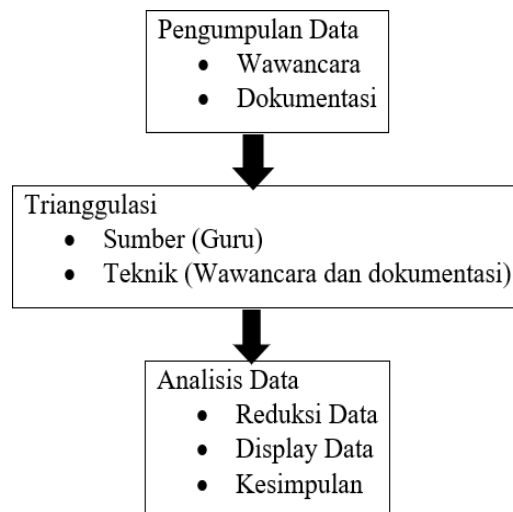 Pengumpulan Data
• Wawancara
• Dokumentasi
Trianggulasi
• Sumber (Guru)
• Teknik (Wawancara dan dokumentasi)
Analisis Data
• Reduksi Data
• Display Data
• Kesimpulan